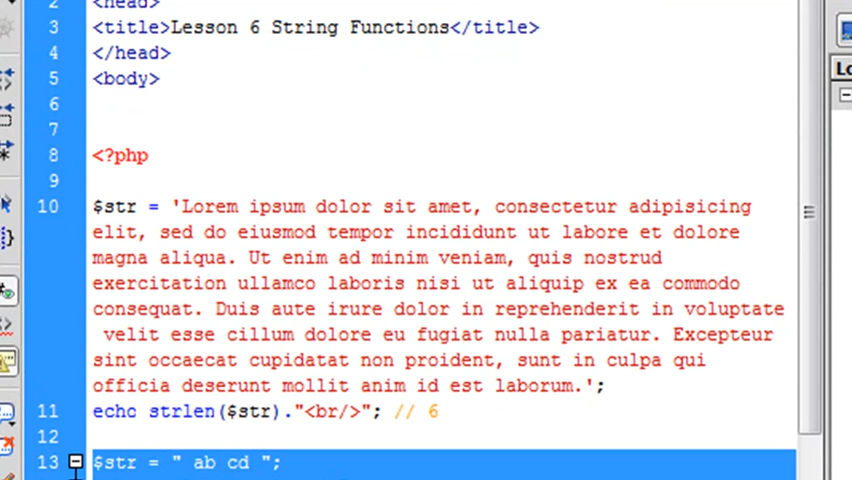 <head>
3 <title>Lesson 6 String Functions</title>
4 </head>
5 <body>
6
7
8 <?php
9
10 $str = 'Lorem ipsum dolor sit amet, consectetur adipisicing
elit, sed do eiusmod tempor incididunt ut labore et dolore
magna aliqua. Ut enim ad minim veniam, quis nostrud
exercitation ullamco laboris nisi ut aliquip ex ea commodo
consequat. Duis aute irure dolor in reprehenderit in voluptate
velit esse cillum dolore eu fugiat nulla pariatur. Excepteur
sint occaecat cupidatat non proident, sunt in culpa qui
officia deserunt mollit anim id est laborum.';
11 echo strlen($str)."<br/>"; // 6
12
13 $str = " ab cd ";